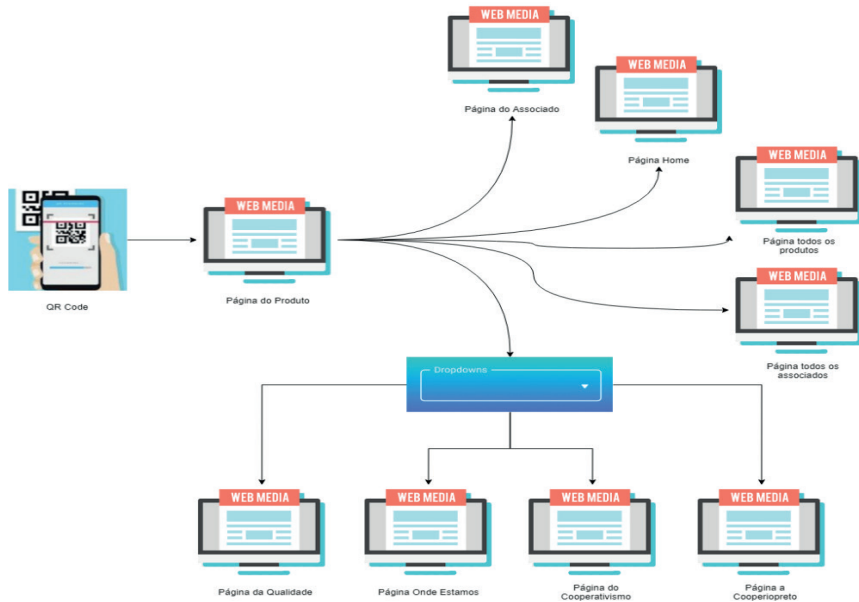 WEB MEDIA
Página do Associado
WEB MEDIA
Página Home
WEB MEDIA
Página todos os
produtos
QR Code
WEB MEDIA
Página do Produto
WEB MEDIA
Página todos os
associados
Dropdowns
WEB MEDIA
Página da Qualidade
WEB MEDIA
Página Onde Estamos
WEB MEDIA
Página do
Cooperativismo
WEB MEDIA
Página a
Cooperiopreto